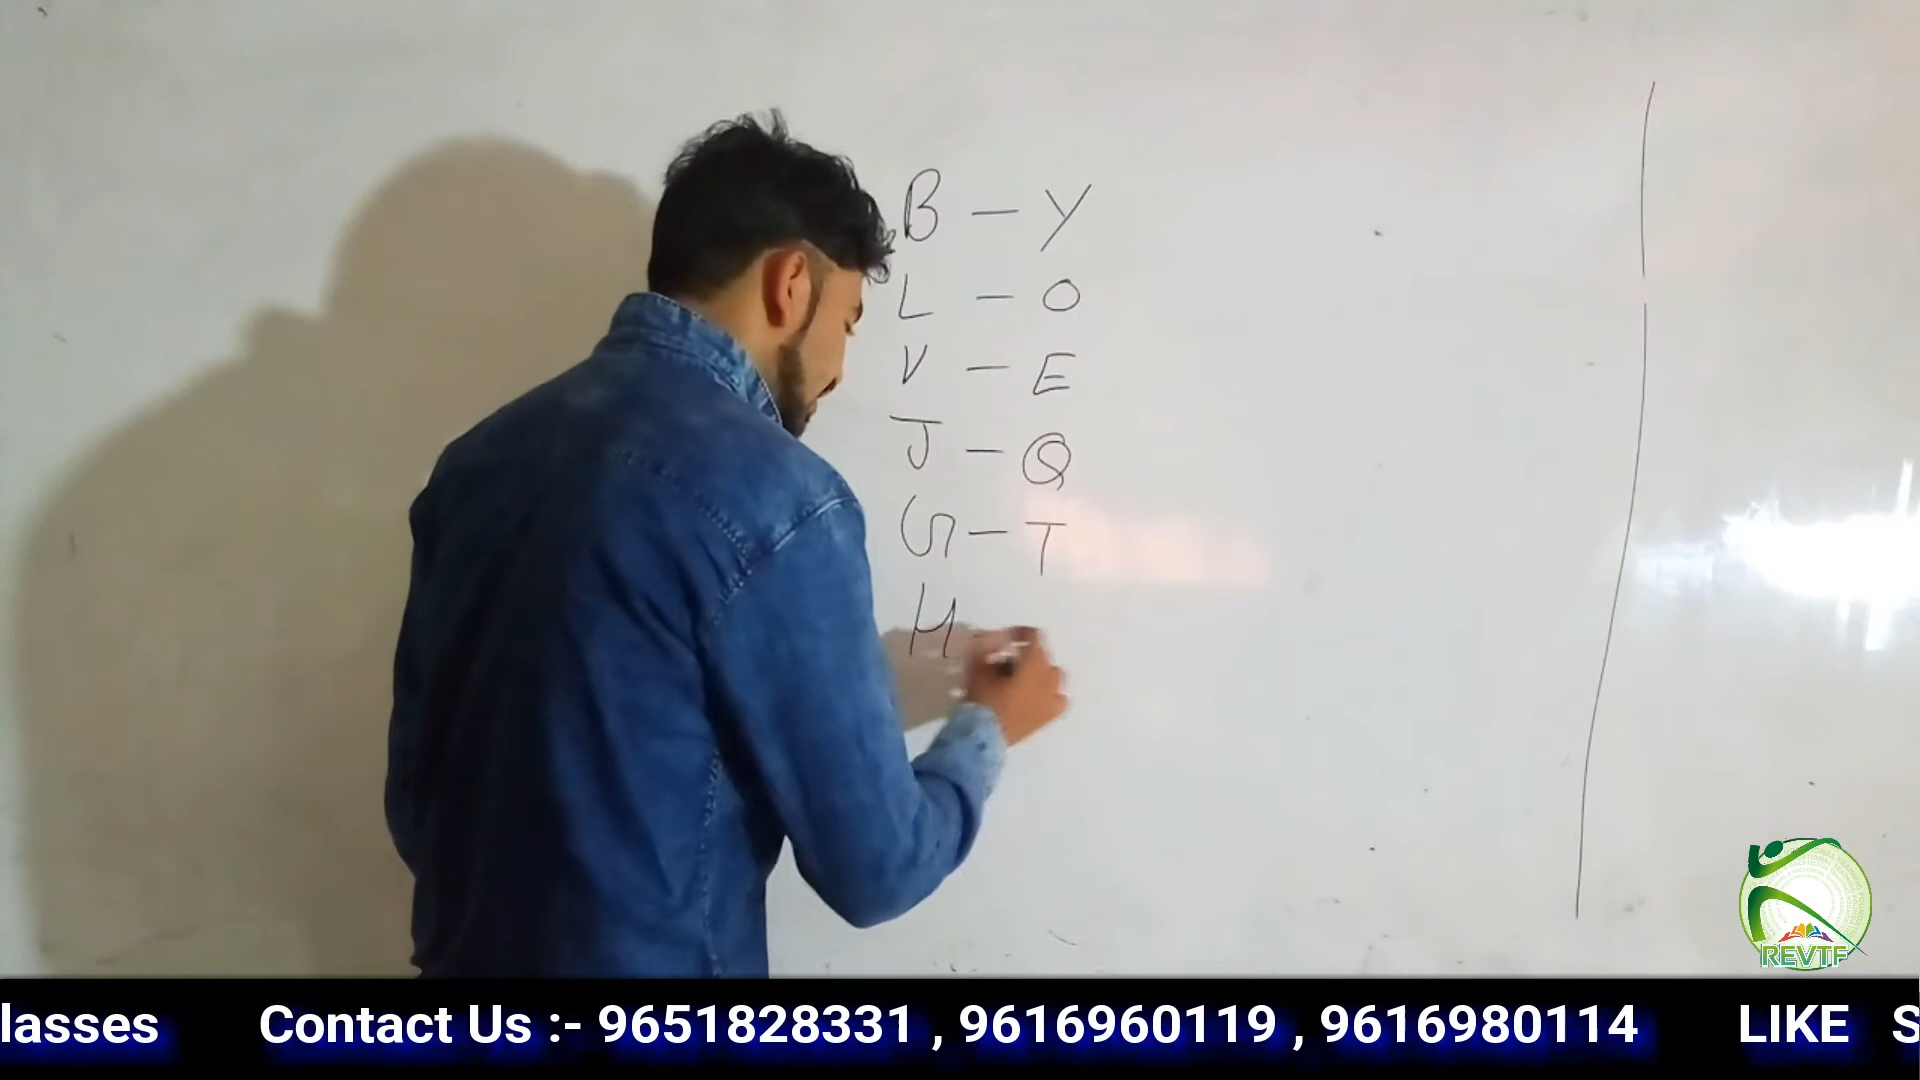 B - Y
L - O
V - E
J - Q
G - T
H -
REVTF
lasses Contact Us :- 9651828331 , 9616960119 , 9616980114 LIKE S